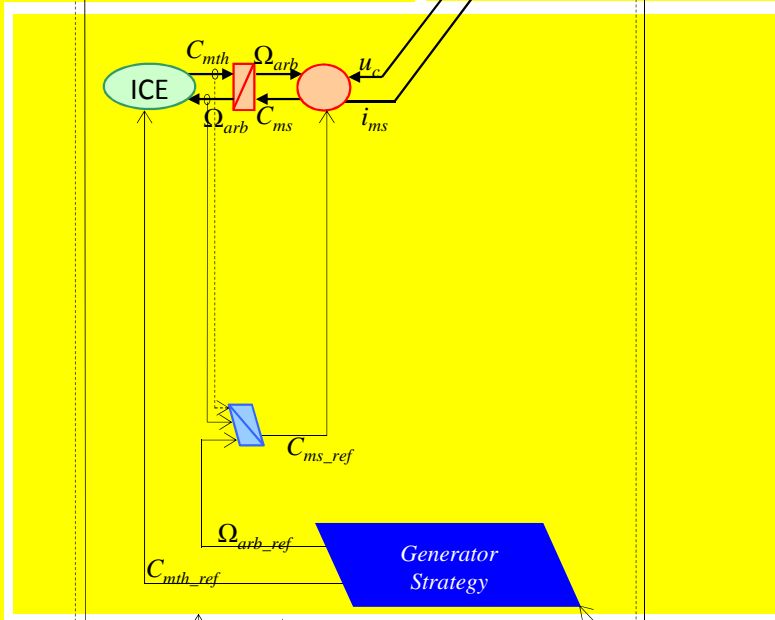 C_mth
Ω_arb
u_c
ICE
Ω_arb
C_ms
i_ms
C_ms_ref
Ω_arb_ref
Generator
Strategy
C_mth_ref